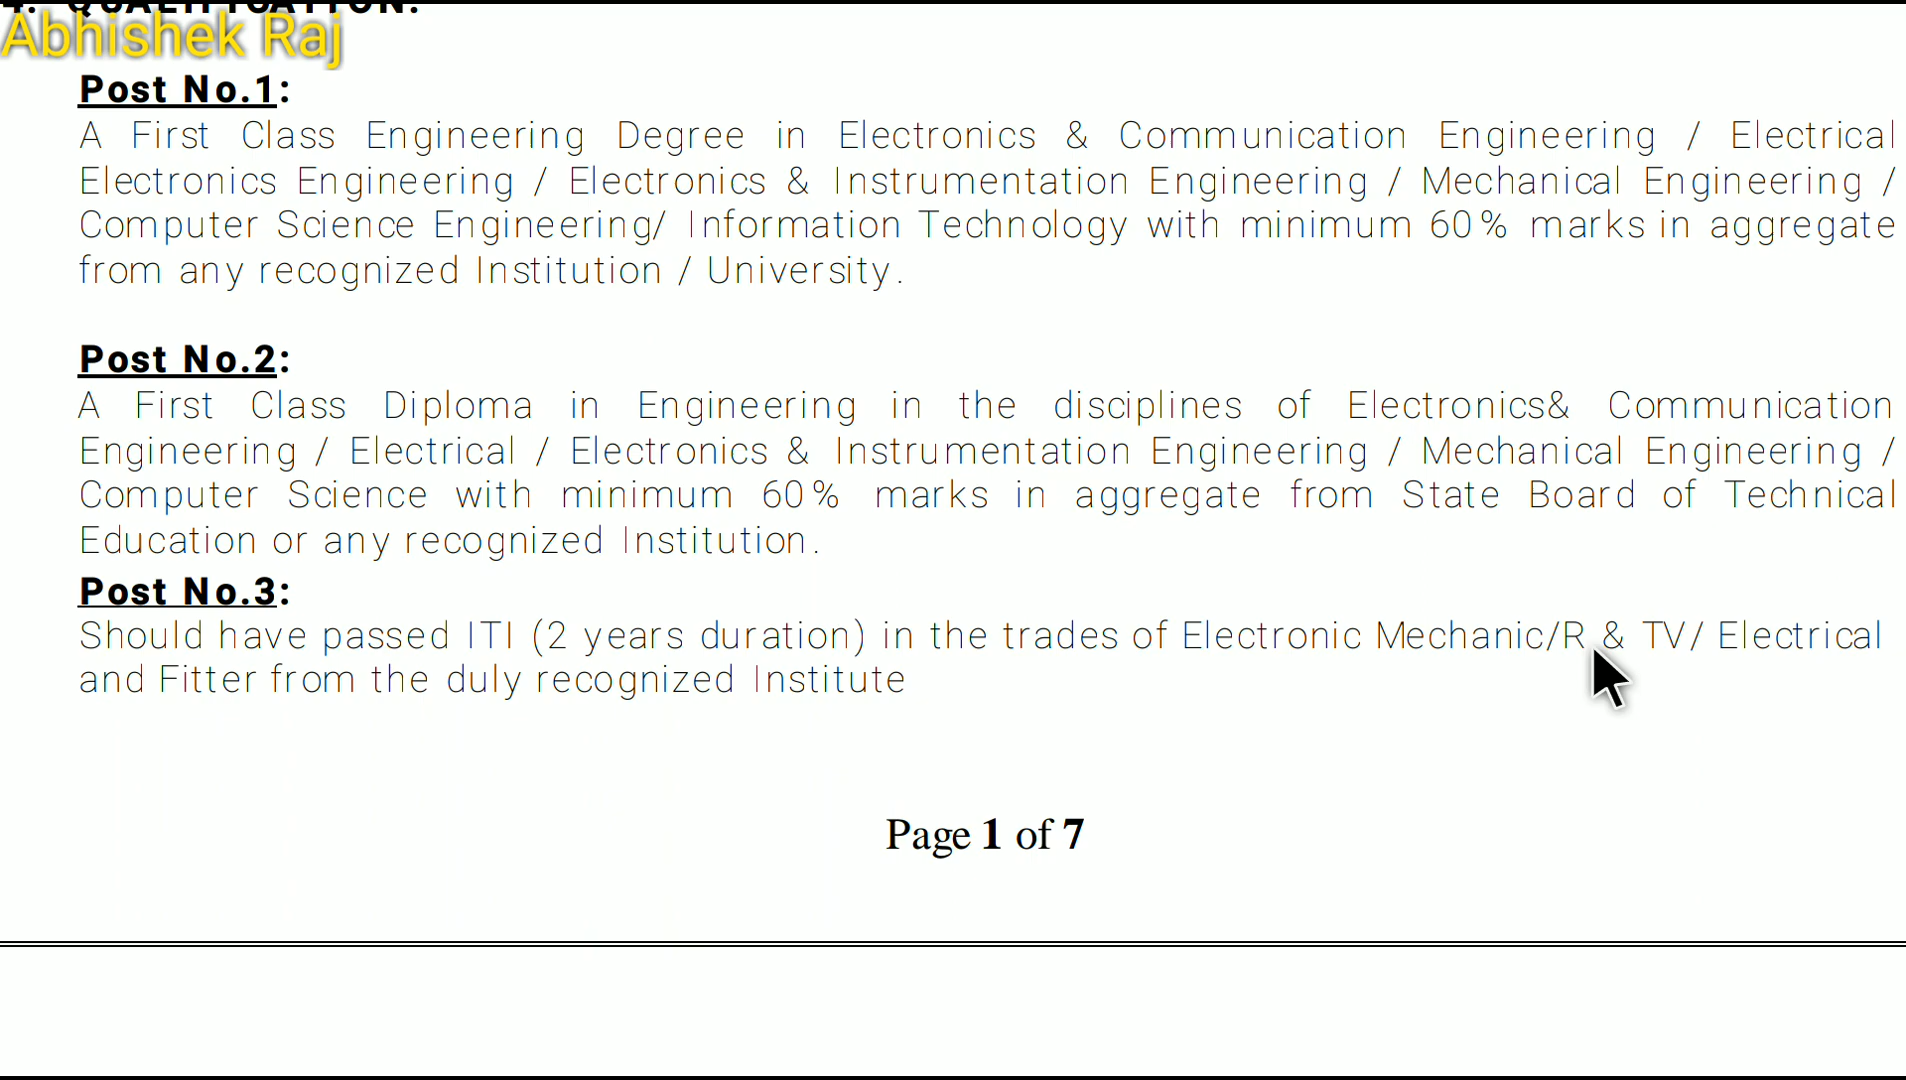 4. QUALIFICATION:
Abhishek Raj
Post No.1:
A First Class Engineering Degree in Electronics & Communication Engineering / Electrical
Electronics Engineering / Electronics & Instrumentation Engineering / Mechanical Engineering /
Computer Science Engineering/ Information Technology with minimum 60% marks in aggregate
from any recognized Institution / University.
Post No.2:
A First Class Diploma in Engineering in the disciplines of Electronics& Communication
Engineering / Electrical / Electronics & Instrumentation Engineering / Mechanical Engineering /
Computer Science with minimum 60% marks in aggregate from State Board of Technical
Education or any recognized Institution.
Post No.3:
Should have passed ITI (2 years duration) in the trades of Electronic Mechanic/R & TV/ Electrical
and Fitter from the duly recognized Institute
Page 1 of 7